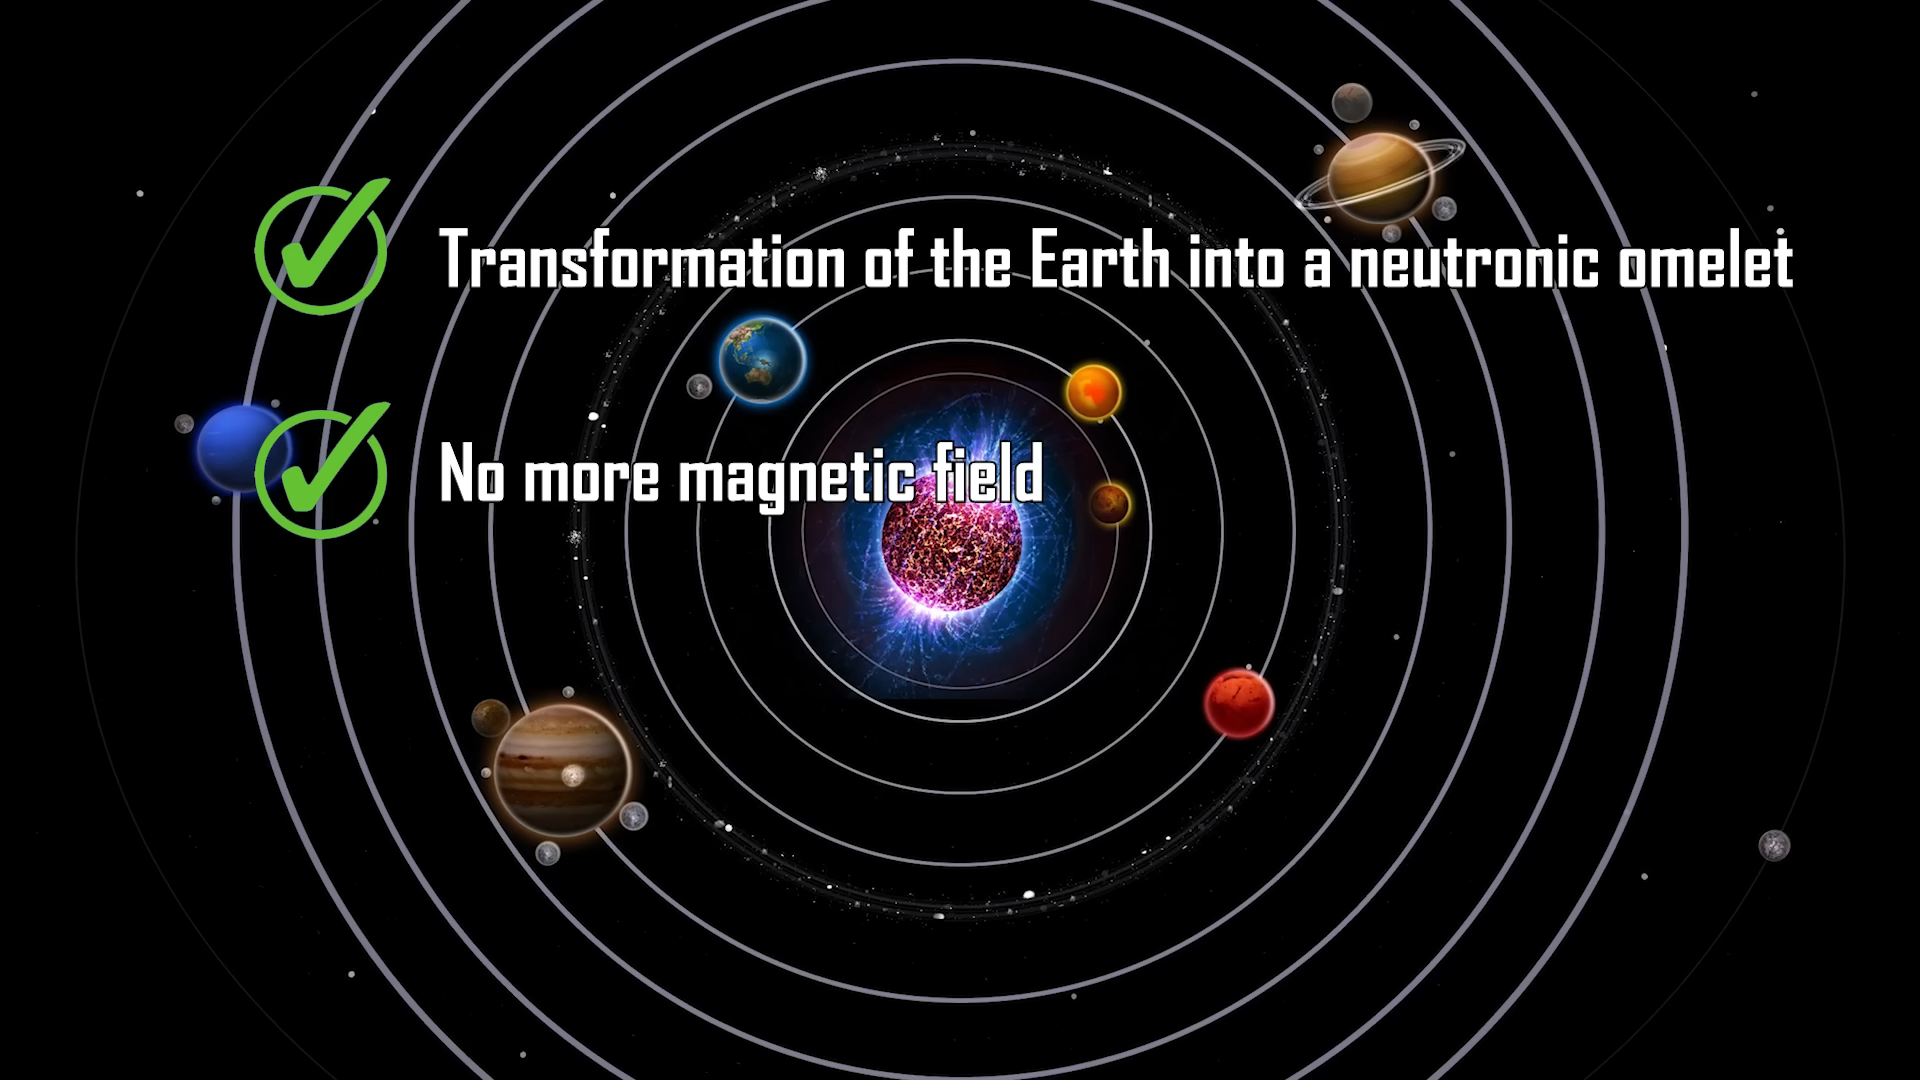 Transformation of the Earth into a neutronic omelet
No more magnetic field